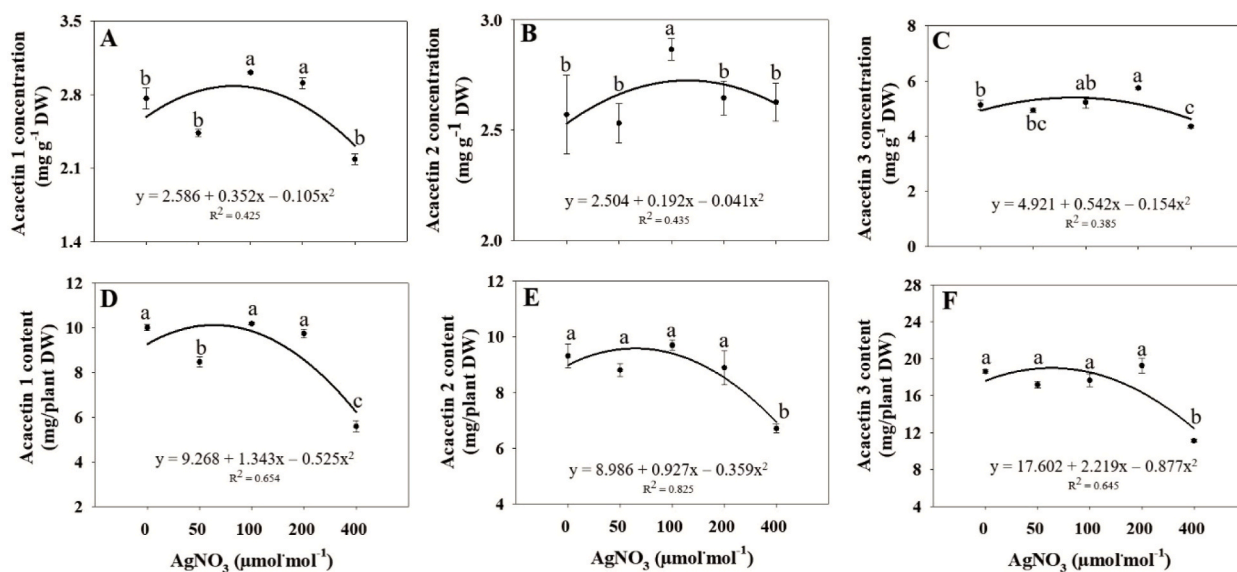 A
Acacetin 1 concentration
(mg g⁻¹ DW)
3.5
2.8
2.1
1.4
b
b
a
a
b
y = 2.586 + 0.352x − 0.105x²
R² = 0.425
B
Acacetin 2 concentration
(mg g⁻¹ DW)
3.0
2.5
2.0
b
b
a
b
b
y = 2.504 + 0.192x − 0.041x²
R² = 0.435
C
Acacetin 3 concentration
(mg g⁻¹ DW)
8
6
4
2
0
b
bc
ab
a
c
y = 4.921 + 0.542x − 0.154x²
R² = 0.385
D
Acacetin 1 content
(mg/plant DW)
12
10
8
6
4
2
a
b
a
a
c
y = 9.268 + 1.343x − 0.525x²
R² = 0.654
0 50 100 200 400
AgNO₃ (μmol·mol⁻¹)
E
Acacetin 2 content
(mg/plant DW)
12
10
8
6
4
a
a
a
a
b
y = 8.986 + 0.927x − 0.359x²
R² = 0.825
0 50 100 200 400
AgNO₃ (μmol·mol⁻¹)
F
Acacetin 3 content
(mg/plant DW)
28
24
20
16
12
8
4
a
a
a
a
b
y = 17.602 + 2.219x − 0.877x²
R² = 0.645
0 50 100 200 400
AgNO₃ (μmol·mol⁻¹)